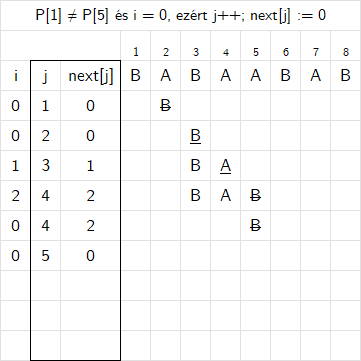 P[1] ≠ P[5] és i = 0, ezért j++; next[j] := 0
1 2 3 4 5 6 7 8
i j next[j] B A B A A B A B
0 1 0 B
0 2 0 B
1 3 1 B A
2 4 2 B A B
0 4 2 B
0 5 0